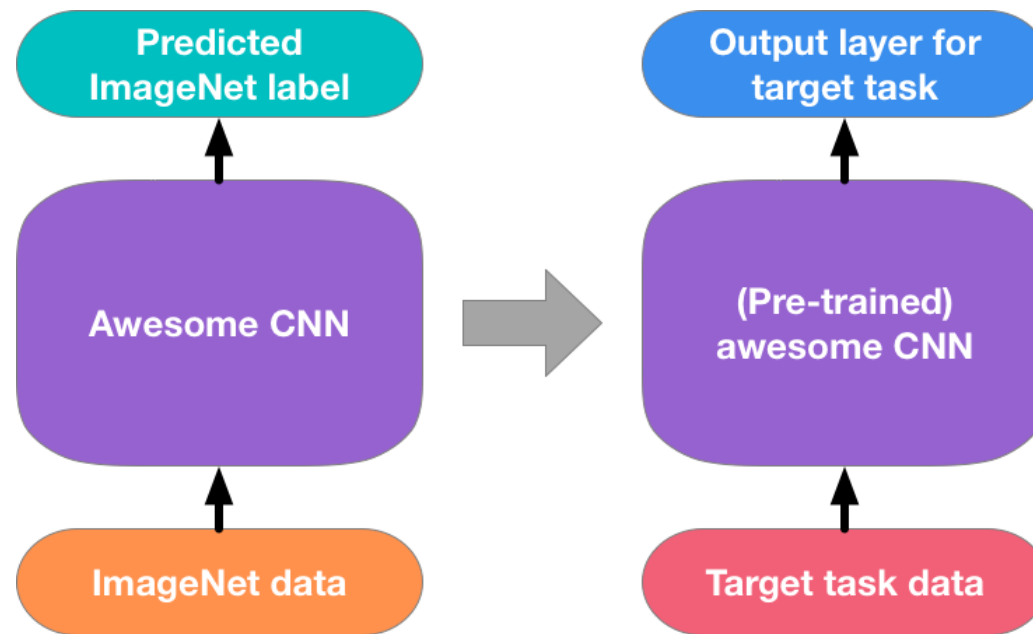 Predicted
ImageNet label
Output layer for
target task
Awesome CNN
(Pre-trained)
awesome CNN
ImageNet data
Target task data